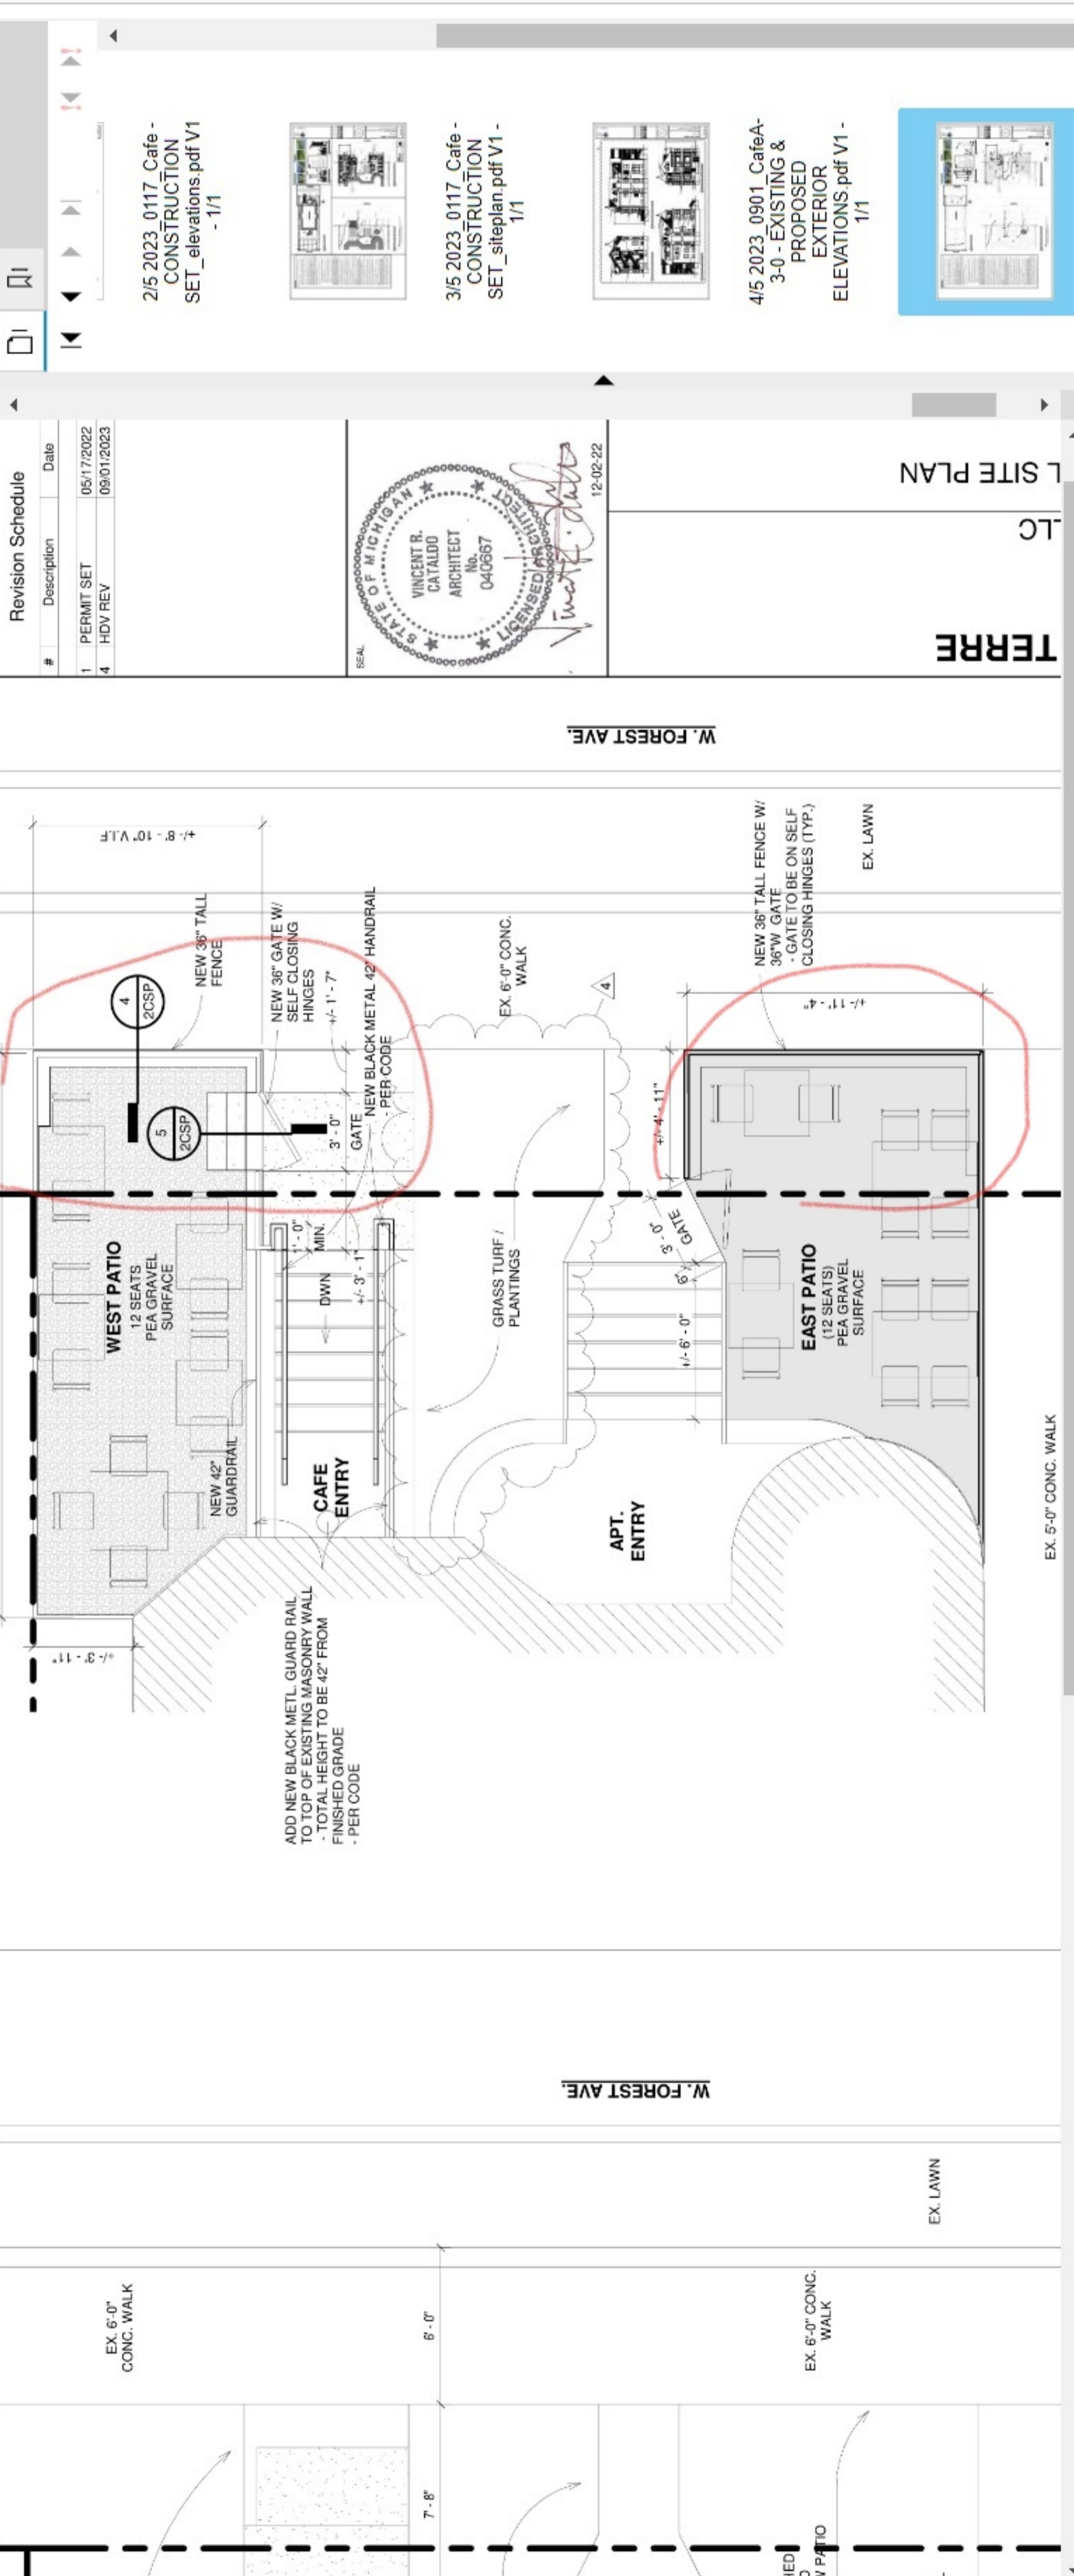 2/5 2023_0117_Cafe -
CONSTRUCTION
SET_elevations.pdf V1
- 1/1
3/5 2023_0117_Cafe -
CONSTRUCTION
SET_siteplan.pdf V1 -
1/1
4/5 2023_0901_CafeA-
3-0 - EXISTING &
PROPOSED
EXTERIOR
ELEVATIONS.pdf V1 -
1/1
Revision Schedule
# Description Date
1 PERMIT SET 05/17/2022
4 HDV REV 09/01/2023
SEAL
STATE OF MICHIGAN
VINCENT R.
CATALDO
ARCHITECT
No.
040667
LICENSED ARCHITECT
12-02-22
L SITE PLAN
LC
TERRE
W. FOREST AVE.
+/- 8' - 10" V.I.F
NEW 36" TALL
FENCE
NEW 36" GATE W/
SELF CLOSING
HINGES
+/- 1' - 7"
NEW BLACK METAL 42" HANDRAIL
- PER CODE
EX. 6'-0" CONC.
WALK
4
NEW 36" TALL FENCE W/
36"W GATE
- GATE TO BE ON SELF
CLOSING HINGES (TYP.)
EX. LAWN
+/- 11' - 4"
4
2CSP
5
2CSP
3' - 0"
GATE
+/- 4' - 11"
WEST PATIO
12 SEATS
PEA GRAVEL
SURFACE
' - 0"
MIN.
DWN
+/- 3' - 1"
GRASS TURF /
PLANTINGS
3' - 0"
GATE
6"
+/- 6' - 0"
EAST PATIO
(12 SEATS)
PEA GRAVEL
SURFACE
NEW 42"
GUARDRAIL
CAFE
ENTRY
APT.
ENTRY
EX. 5'-0" CONC. WALK
+/- 3' - 11"
ADD NEW BLACK METL. GUARD RAIL
TO TOP OF EXISTING MASONRY WALL
- TOTAL HEIGHT TO BE 42" FROM
FINISHED GRADE
- PER CODE
W. FOREST AVE.
EX. LAWN
EX. 6'-0"
CONC. WALK
6' - 0"
EX. 6'-0" CONC.
WALK
7' - 8"
HED
W PATIO